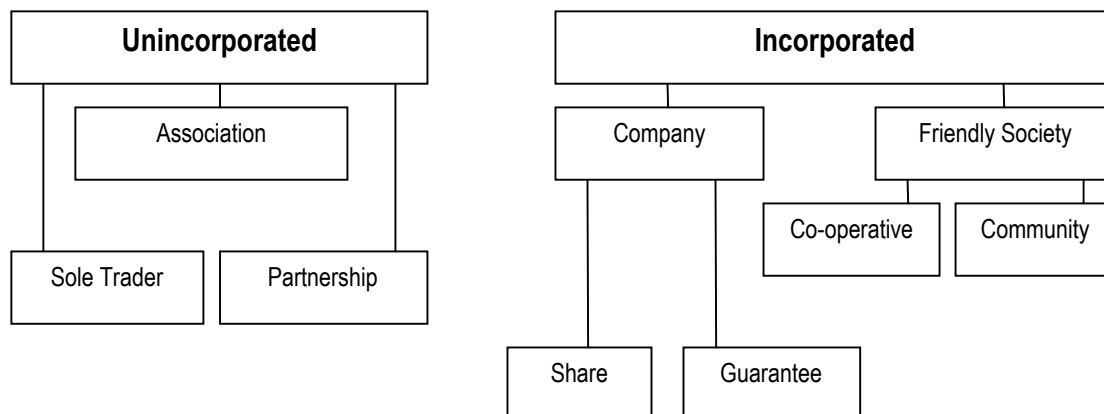 Unincorporated
Incorporated
Association
Company
Friendly Society
Co-operative
Community
Sole Trader
Partnership
Share
Guarantee